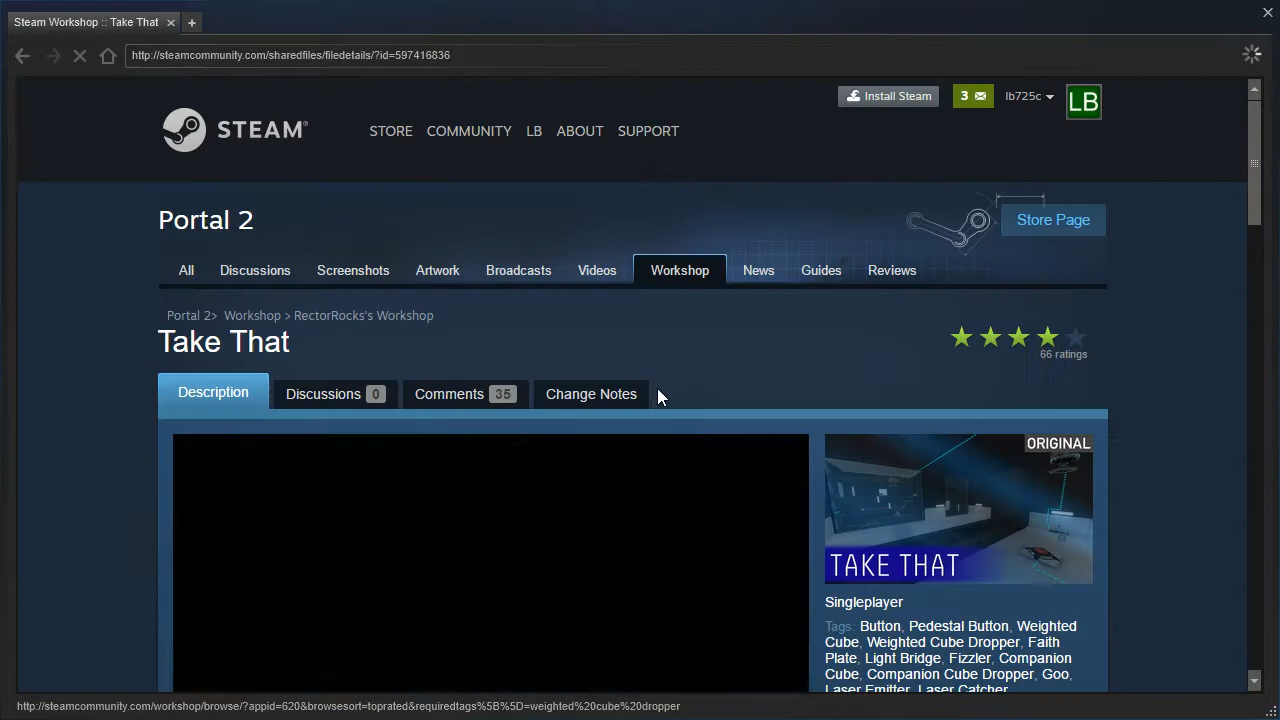 Steam Workshop :: Take That
http://steamcommunity.com/sharedfiles/filedetails/?id=597416836
Install Steam
3
lb725c
LB
STEAM
STORE COMMUNITY LB ABOUT SUPPORT
Portal 2
Store Page
All Discussions Screenshots Artwork Broadcasts Videos Workshop News Guides Reviews
Portal 2> Workshop > RectorRocks's Workshop
Take That
66 ratings
Description Discussions 0 Comments 35 Change Notes
ORIGINAL
TAKE THAT
Singleplayer
Tags: Button, Pedestal Button, Weighted
Cube, Weighted Cube Dropper, Faith
Plate, Light Bridge, Fizzler, Companion
Cube, Companion Cube Dropper, Goo,
Laser Emitter, Laser Catcher
http://steamcommunity.com/workshop/browse/?appid=620&browsesort=toprated&requiredtags%5B%5D=weighted%20cube%20dropper